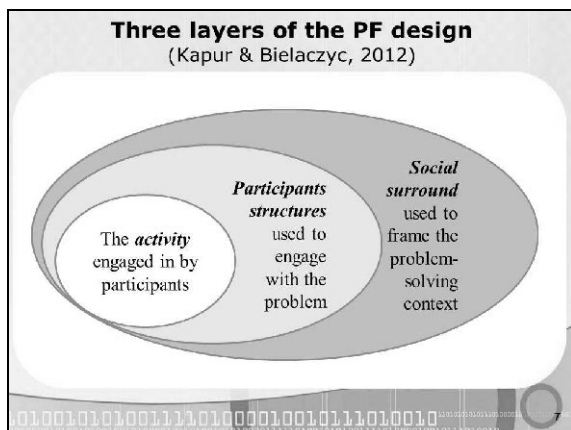 Three layers of the PF design
(Kapur & Bielaczyc, 2012)
The activity
engaged in by
participants
Participants
structures
used to
engage
with the
problem
Social
surround
used to
frame the
problem-
solving
context
7